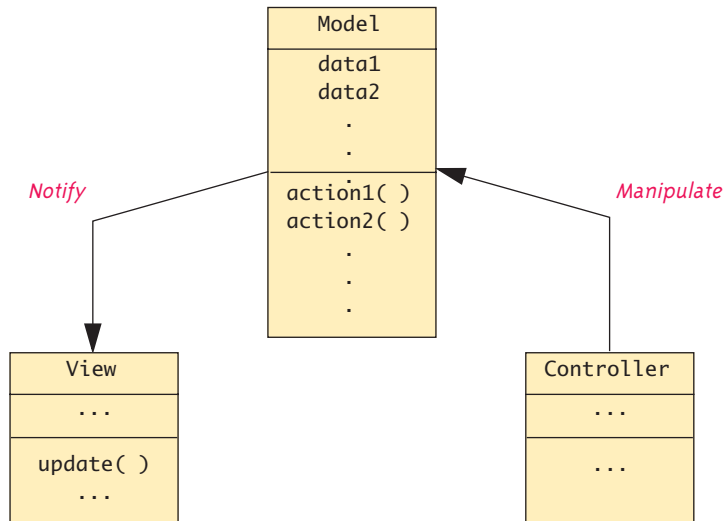 Model
data1
data2
.
.
.
action1( )
action2( )
.
.
.
Notify
Manipulate
View
...
update( )
...
Controller
...
...